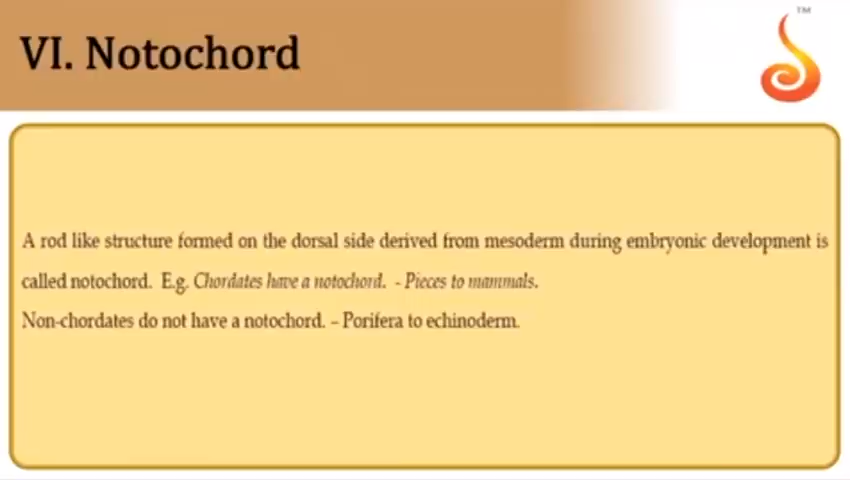 VI. Notochord
TM
A rod like structure formed on the dorsal side derived from mesoderm during embryonic development is
called notochord. E.g. Chordates have a notochord. - Pieces to mammals.
Non-chordates do not have a notochord. – Porifera to echinoderm.